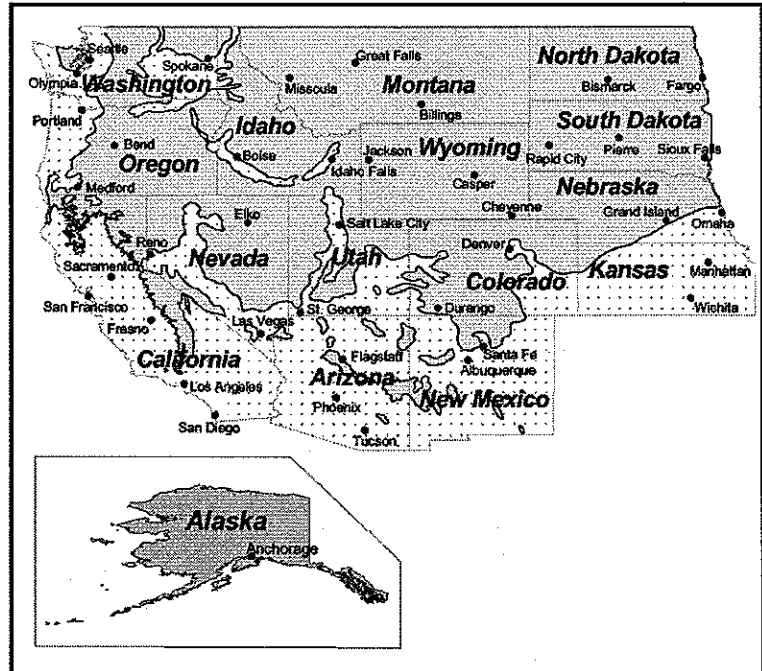 Seattle
Olympia
Washington
Spokane
Portland
Great Falls
Missoula
Montana
Billings
North Dakota
Bismarck
Fargo
South Dakota
Pierre
Rapid City
Sioux Falls
Idaho
Boise
Idaho Falls
Bend
Oregon
Medford
Jackson
Wyoming
Casper
Cheyenne
Nebraska
Grand Island
Omaha
Elko
Reno
Nevada
Salt Lake City
Utah
Denver
Colorado
Durango
Kansas
Manhattan
Wichita
Sacramento
San Francisco
Fresno
California
Las Vegas
St. George
Los Angeles
San Diego
Flagstaff
Arizona
Phoenix
Tucson
Santa Fe
Albuquerque
New Mexico
Alaska
Anchorage